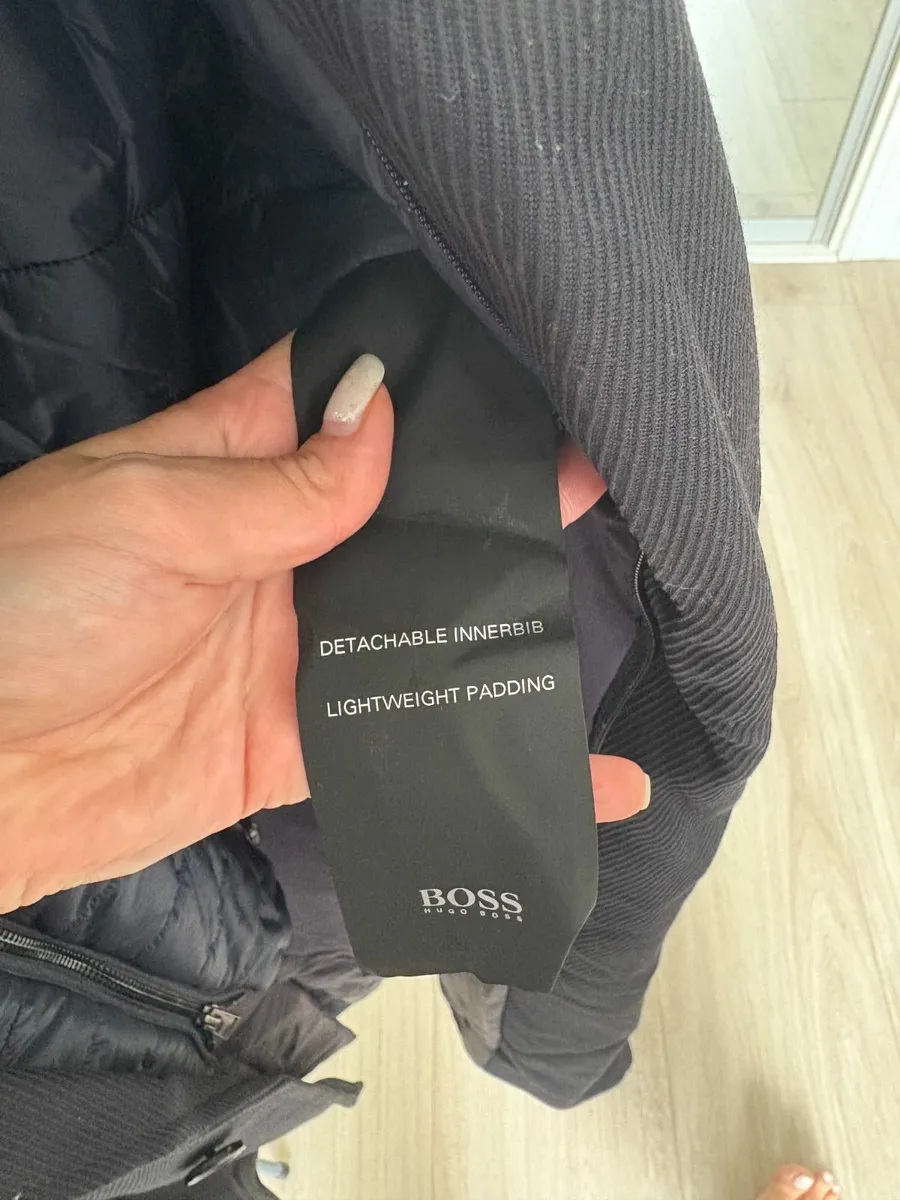 DETACHABLE INNERBIB
LIGHTWEIGHT PADDING
BOSS
HUGO BOSS